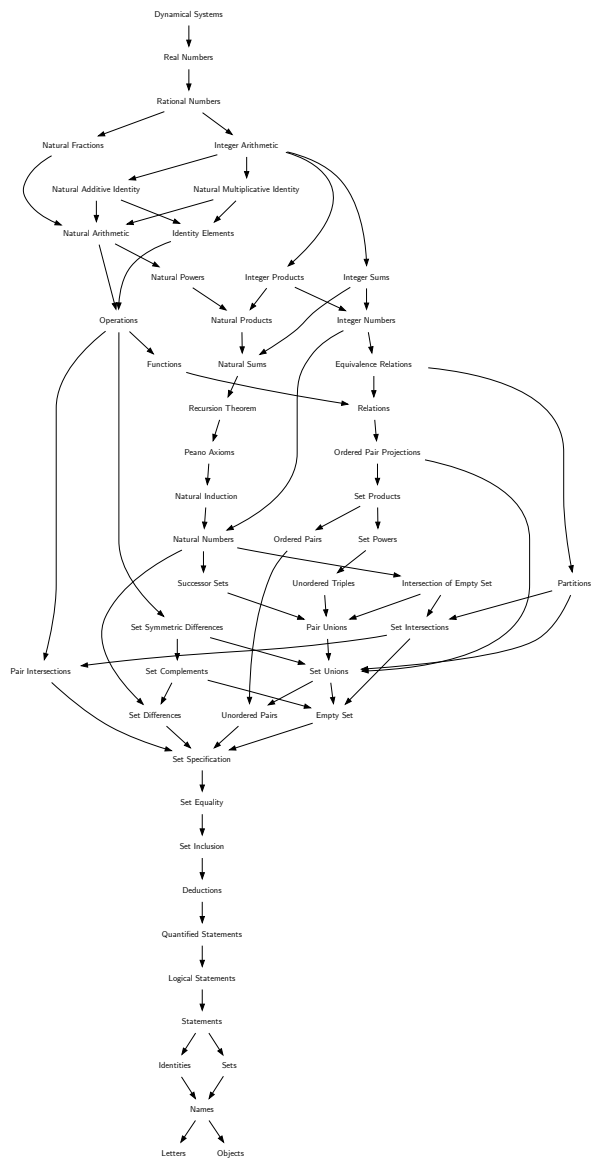 Dynamical Systems
Real Numbers
Rational Numbers
Natural Fractions
Integer Arithmetic
Natural Additive Identity
Natural Multiplicative Identity
Natural Arithmetic
Identity Elements
Natural Powers
Integer Products
Integer Sums
Operations
Natural Products
Integer Numbers
Functions
Natural Sums
Equivalence Relations
Recursion Theorem
Relations
Peano Axioms
Ordered Pair Projections
Natural Induction
Set Products
Natural Numbers
Ordered Pairs
Set Powers
Successor Sets
Unordered Triples
Intersection of Empty Set
Partitions
Set Symmetric Differences
Pair Unions
Set Intersections
Pair Intersections
Set Complements
Set Unions
Set Differences
Unordered Pairs
Empty Set
Set Specification
Set Equality
Set Inclusion
Deductions
Quantified Statements
Logical Statements
Statements
Identities
Sets
Names
Letters
Objects